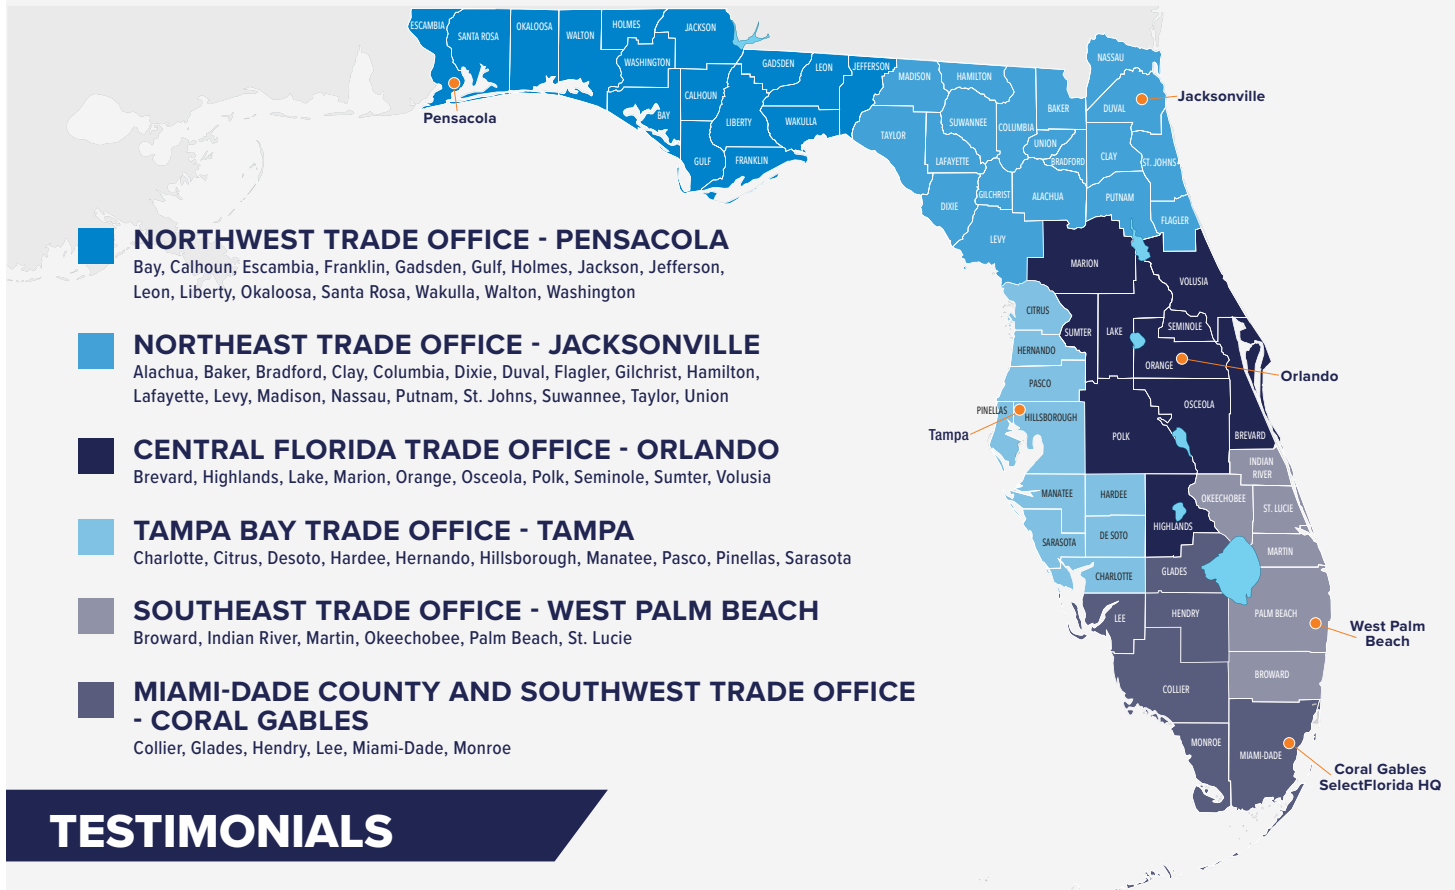 ESCAMBIA
SANTA ROSA
OKALOOSA
WALTON
HOLMES
WASHINGTON
JACKSON
BAY
CALHOUN
GULF
LIBERTY
GADSDEN
FRANKLIN
LEON
WAKULLA
JEFFERSON
Pensacola
MADISON
TAYLOR
HAMILTON
SUWANNEE
LAFAYETTE
DIXIE
COLUMBIA
GILCHRIST
LEVY
BAKER
UNION
BRADFORD
ALACHUA
NASSAU
DUVAL
CLAY
ST. JOHNS
PUTNAM
FLAGLER
Jacksonville
MARION
VOLUSIA
CITRUS
SUMTER
LAKE
SEMINOLE
HERNANDO
ORANGE
Orlando
PASCO
PINELLAS
HILLSBOROUGH
Tampa
POLK
OSCEOLA
BREVARD
INDIAN
RIVER
MANATEE
HARDEE
OKEECHOBEE
ST. LUCIE
HIGHLANDS
SARASOTA
DE SOTO
MARTIN
CHARLOTTE
GLADES
LEE
HENDRY
PALM BEACH
West Palm
Beach
BROWARD
COLLIER
MONROE
MIAMI-DADE
Coral Gables
SelectFlorida HQ
NORTHWEST TRADE OFFICE - PENSACOLA
Bay, Calhoun, Escambia, Franklin, Gadsden, Gulf, Holmes, Jackson, Jefferson,
Leon, Liberty, Okaloosa, Santa Rosa, Wakulla, Walton, Washington
NORTHEAST TRADE OFFICE - JACKSONVILLE
Alachua, Baker, Bradford, Clay, Columbia, Dixie, Duval, Flagler, Gilchrist, Hamilton,
Lafayette, Levy, Madison, Nassau, Putnam, St. Johns, Suwannee, Taylor, Union
CENTRAL FLORIDA TRADE OFFICE - ORLANDO
Brevard, Highlands, Lake, Marion, Orange, Osceola, Polk, Seminole, Sumter, Volusia
TAMPA BAY TRADE OFFICE - TAMPA
Charlotte, Citrus, Desoto, Hardee, Hernando, Hillsborough, Manatee, Pasco, Pinellas, Sarasota
SOUTHEAST TRADE OFFICE - WEST PALM BEACH
Broward, Indian River, Martin, Okeechobee, Palm Beach, St. Lucie
MIAMI-DADE COUNTY AND SOUTHWEST TRADE OFFICE
- CORAL GABLES
Collier, Glades, Hendry, Lee, Miami-Dade, Monroe
TESTIMONIALS